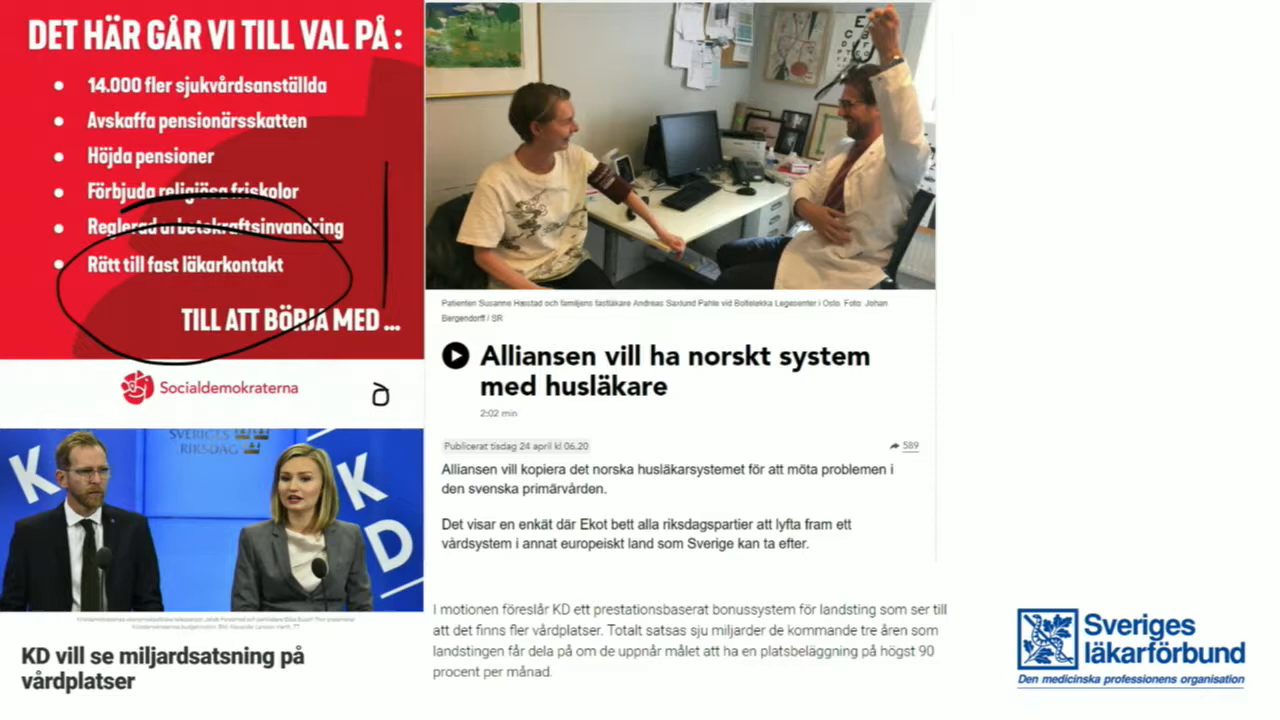 DET HÄR GÅR VI TILL VAL PÅ:
14.000 fler sjukvårdsanställda
Avskaffa pensionärsskatten
Höjda pensioner
Förbjuda religiösa friskolor
Reglerad arbetskraftsinvandring
Rätt till fast läkarkontakt
TILL ATT BÖRJA MED ...
Socialdemokraterna
SVERIGES
RIKSDAG
K
K
D
KD vill se miljardsatsning på
vårdplatser
Patienten Susanne Hæstad och familjens fastläkare Andreas Saxlund Pahle vid Bolteløkka Legesenter i Oslo. Foto: Johan
Bergendorff / SR
Alliansen vill ha norskt system
med husläkare
2:02 min
Publicerat tisdag 24 april kl 06.20
589
Alliansen vill kopiera det norska husläkarsystemet för att möta problemen i
den svenska primärvården.
Det visar en enkät där Ekot bett alla riksdagspartier att lyfta fram ett
vårdsystem i annat europeiskt land som Sverige kan ta efter.
I motionen föreslår KD ett prestationsbaserat bonussystem för landsting som ser till
att det finns fler vårdplatser. Totalt satsas sju miljarder de kommande tre åren som
landstingen får dela på om de uppnår målet att ha en platsbeläggning på högst 90
procent per månad.
Sveriges
läkarförbund
Den medicinska professionens organisation